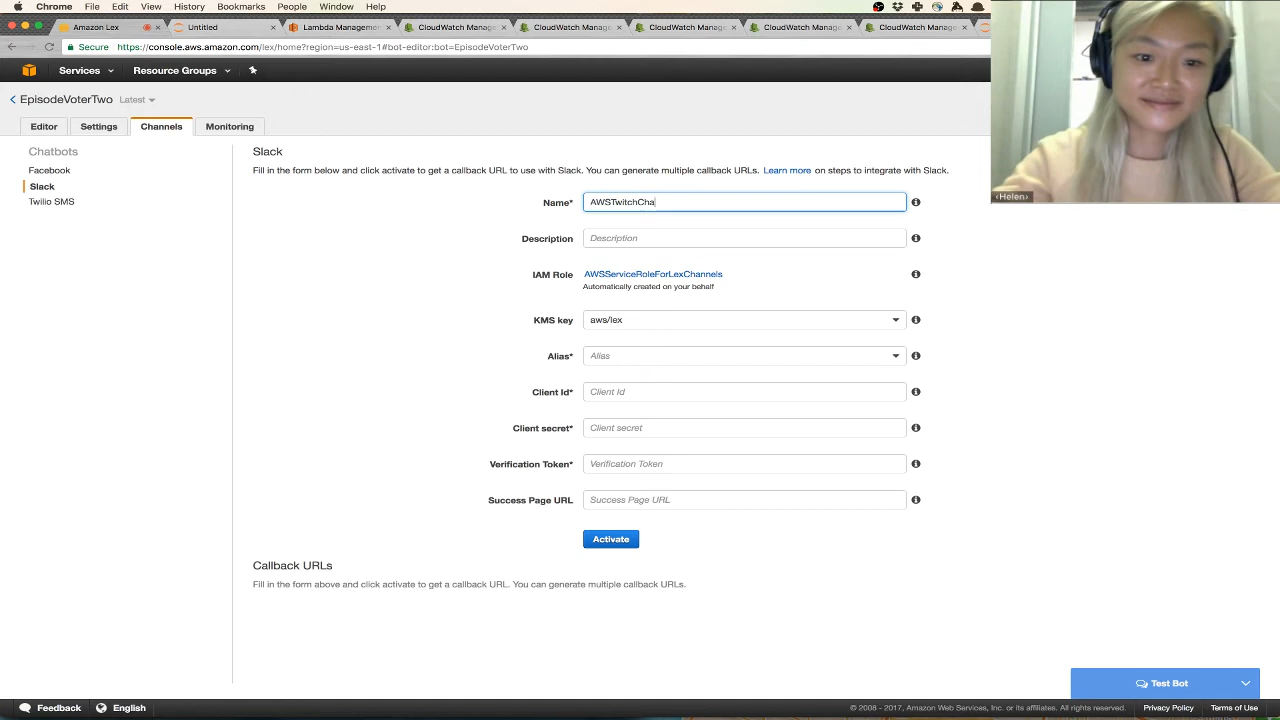 Chrome File Edit View History Bookmarks People Window Help
Amazon Lex Untitled Lambda Manageme CloudWatch Manage CloudWatch Manage CloudWatch Manage CloudWatch Manage CloudWatch Manage
Secure https://console.aws.amazon.com/lex/home?region=us-east-1#bot-editor:bot=EpisodeVoterTwo
Services Resource Groups
EpisodeVoterTwo Latest
Editor Settings Channels Monitoring
Chatbots
Facebook
Slack
Twilio SMS
Slack
Fill in the form below and click activate to get a callback URL to use with Slack. You can generate multiple callback URLs. Learn more on steps to integrate with Slack.
Name* AWSTwitchCha
Description Description
IAM Role AWSServiceRoleForLexChannels
Automatically created on your behalf
KMS key aws/lex
Alias* Alias
Client Id* Client Id
Client secret* Client secret
Verification Token* Verification Token
Success Page URL Success Page URL
Activate
Callback URLs
Fill in the form above and click activate to get a callback URL. You can generate multiple callback URLs.
‹Helen›
Test Bot
Feedback English © 2008 - 2017, Amazon Web Services, Inc. or its affiliates. All rights reserved. Privacy Policy Terms of Use